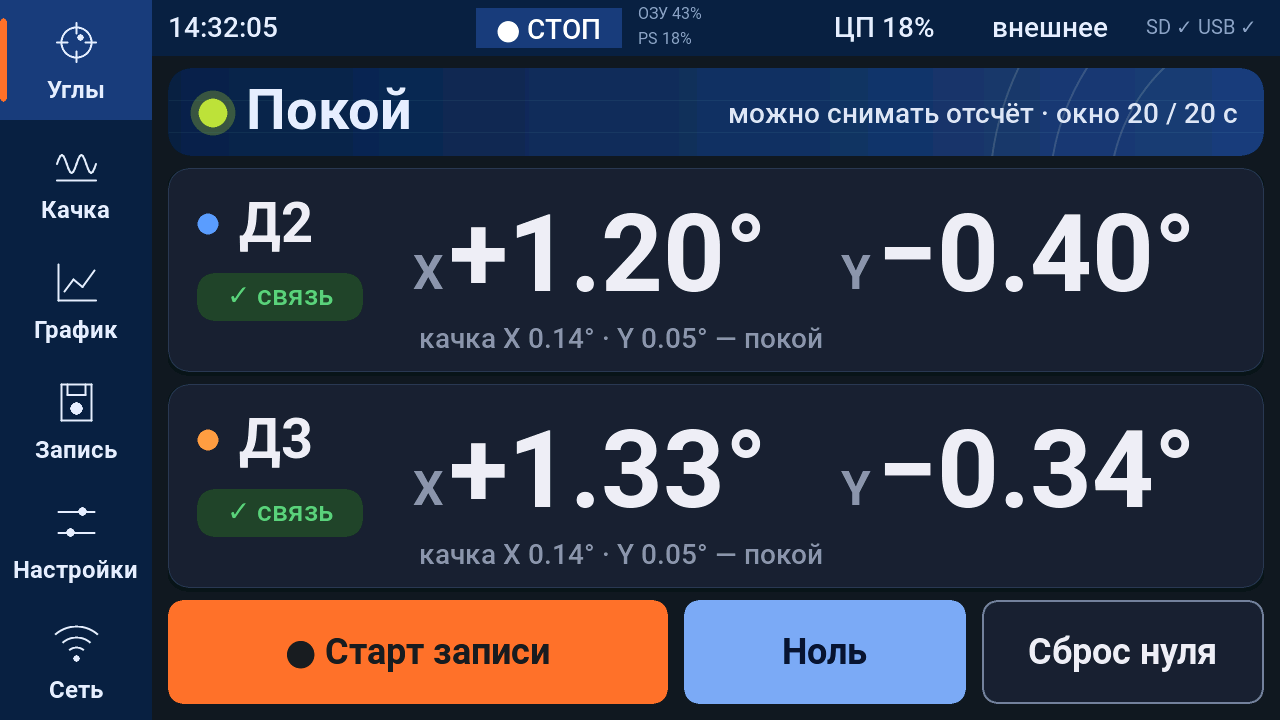 14:32:05
● СТОП
ОЗУ 43%
PS 18%
ЦП 18%
внешнее
SD ✓ USB ✓
Углы
Качка
График
Запись
Настройки
Сеть
Покой
можно снимать отсчёт · окно 20 / 20 с
Д2
✓ связь
X +1.20°
Y −0.40°
качка X 0.14° · Y 0.05° — покой
Д3
✓ связь
X +1.33°
Y −0.34°
качка X 0.14° · Y 0.05° — покой
● Старт записи
Ноль
Сброс нуля